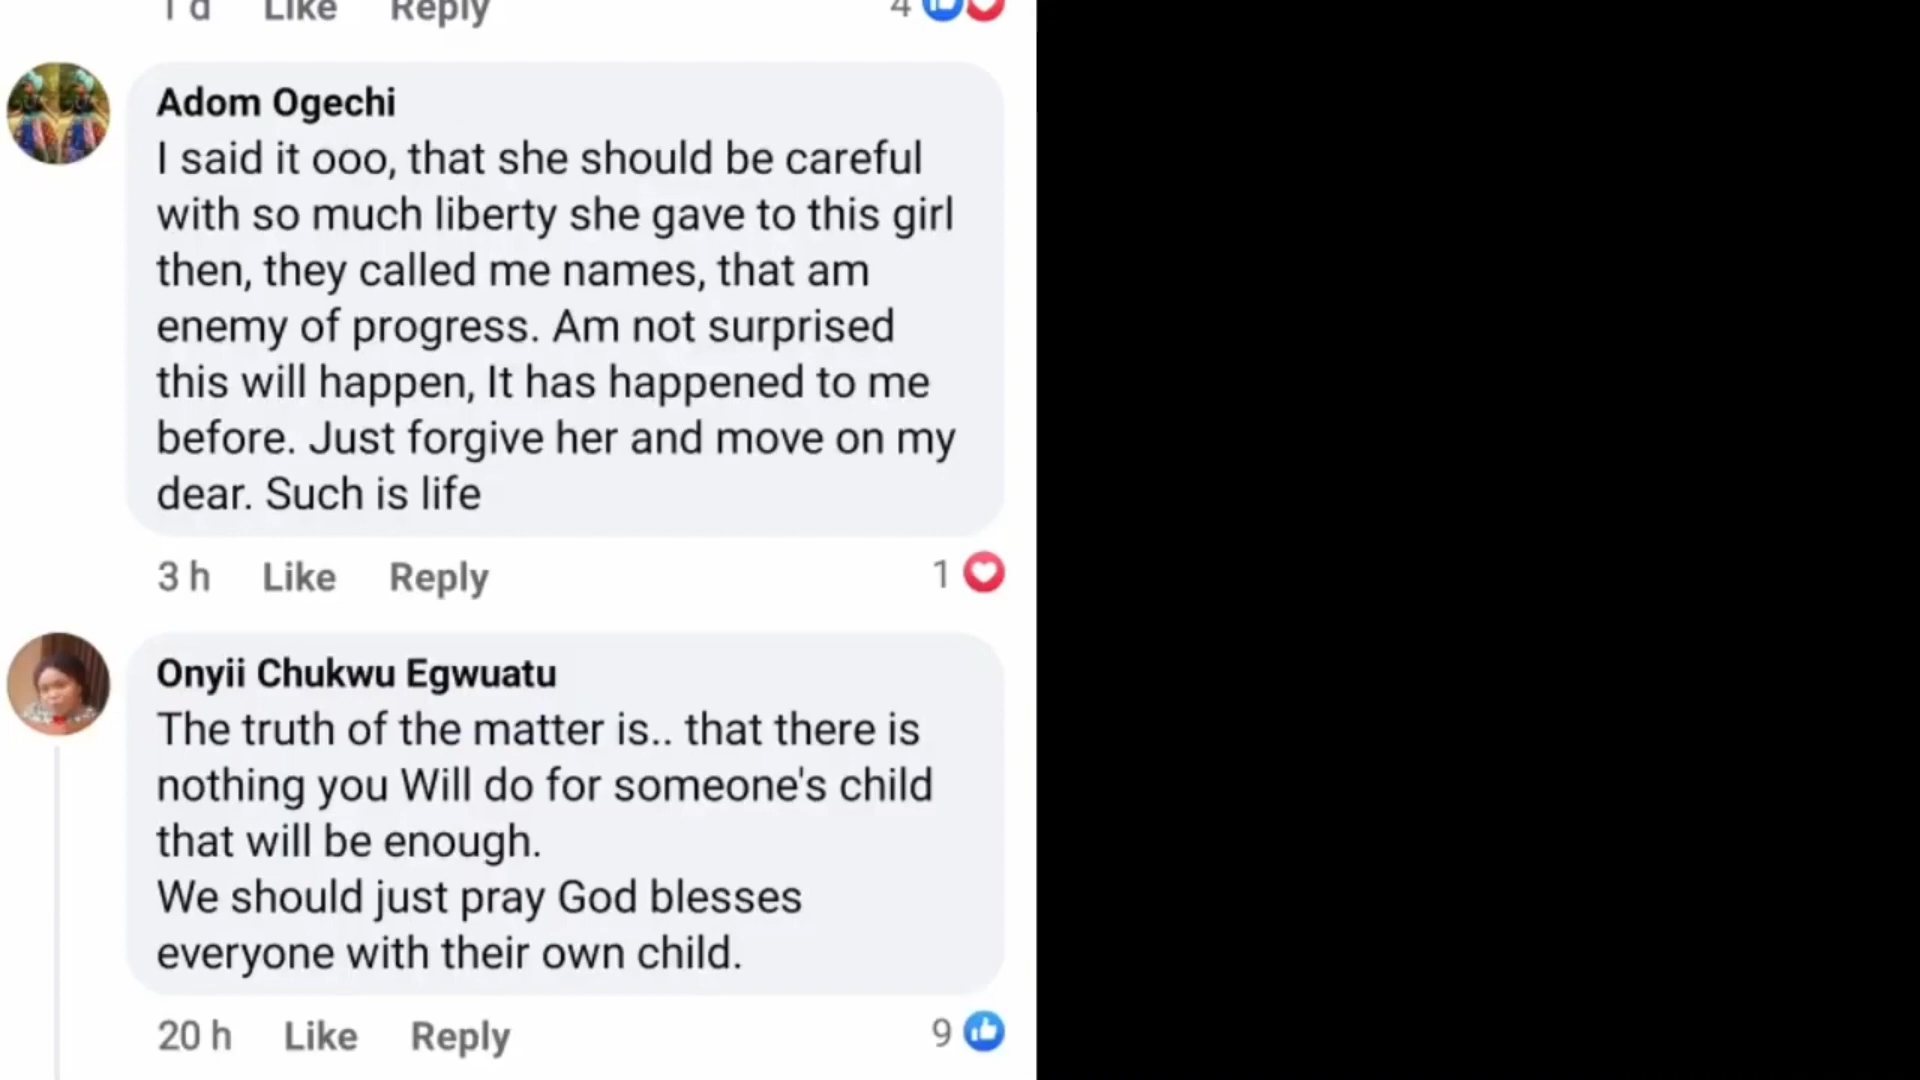 1 d Like Reply 4
Adom Ogechi
I said it ooo, that she should be careful
with so much liberty she gave to this girl
then, they called me names, that am
enemy of progress. Am not surprised
this will happen, It has happened to me
before. Just forgive her and move on my
dear. Such is life
3 h Like Reply 1
Onyii Chukwu Egwuatu
The truth of the matter is.. that there is
nothing you Will do for someone's child
that will be enough.
We should just pray God blesses
everyone with their own child.
20 h Like Reply 9